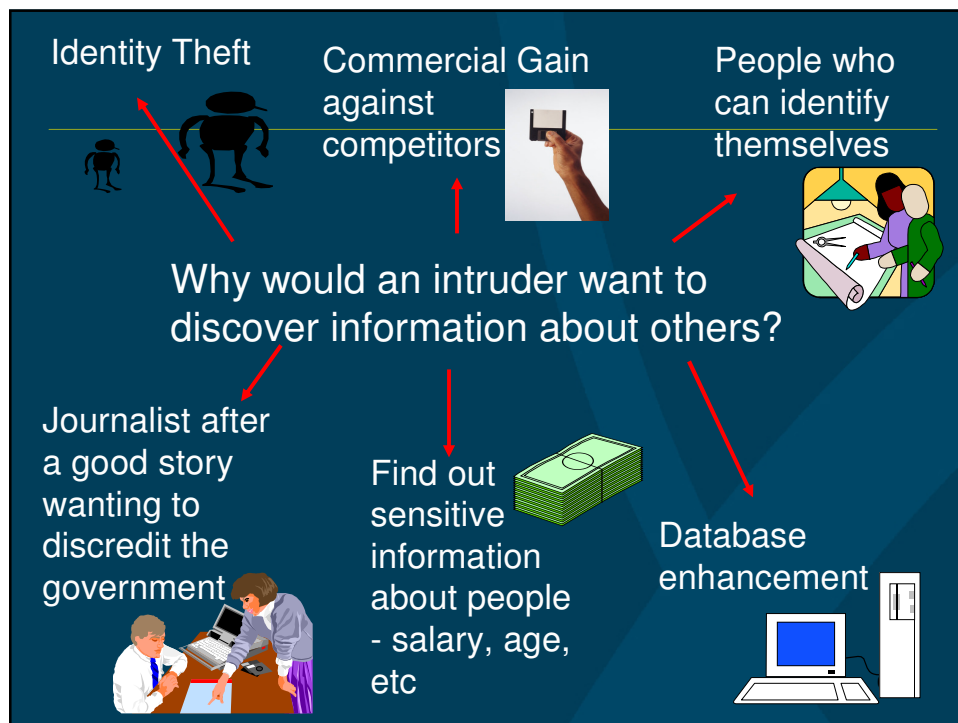 Identity Theft
Commercial Gain
against
competitors
People who
can identify
themselves
Why would an intruder want to
discover information about others?
Journalist after
a good story
wanting to
discredit the
government
Find out
sensitive
information
about people
- salary, age,
etc
Database
enhancement